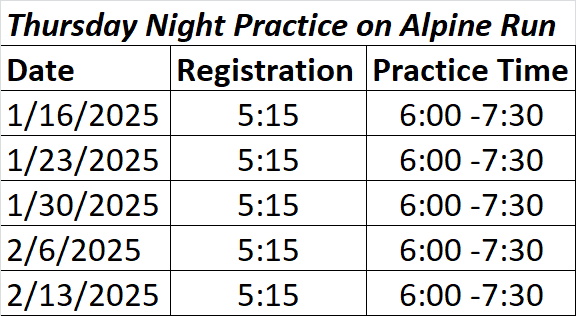 Thursday Night Practice on Alpine Run
Date Registration Practice Time
1/16/2025 5:15 6:00 -7:30
1/23/2025 5:15 6:00 -7:30
1/30/2025 5:15 6:00 -7:30
2/6/2025 5:15 6:00 -7:30
2/13/2025 5:15 6:00 -7:30